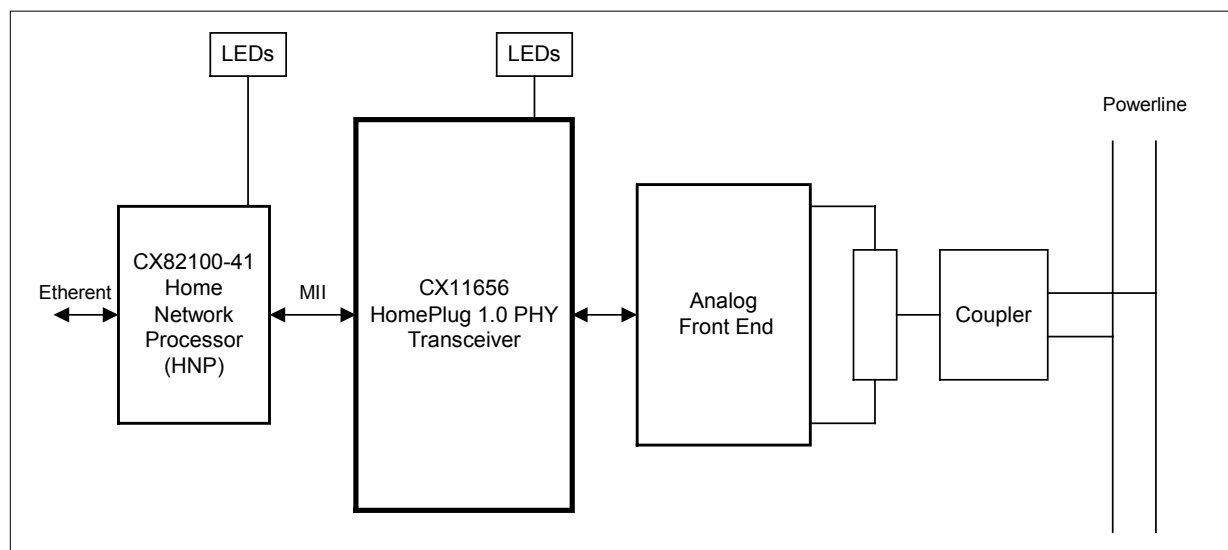 LEDs
LEDs
Powerline
Etherent
CX82100-41
Home
Network
Processor
(HNP)
MII
CX11656
HomePlug 1.0 PHY
Transceiver
Analog
Front End
Coupler